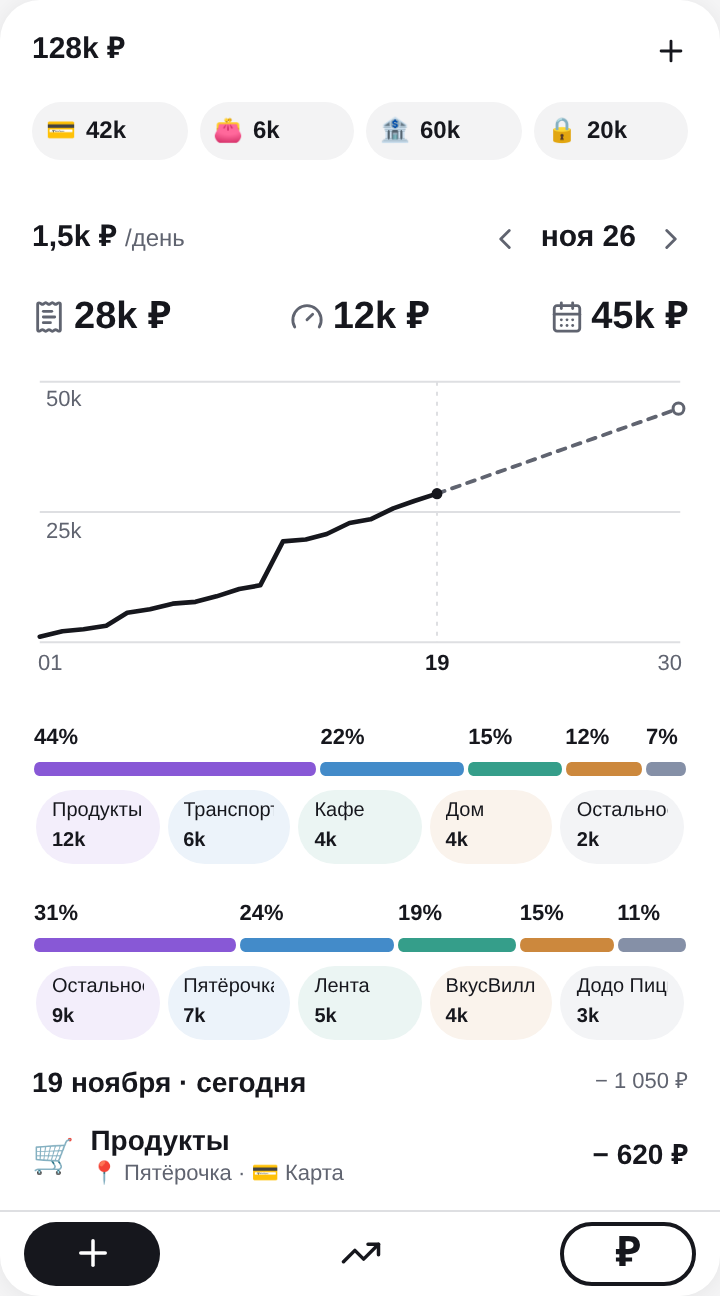 128k ₽
42k 6k 60k 20k
1,5k ₽ /день ноя 26
28k ₽ 12k ₽ 45k ₽
50k
25k
01 19 30
44% 22% 15% 12% 7%
Продукты Транспорт Кафе Дом Остально
12k 6k 4k 4k 2k
31% 24% 19% 15% 11%
Остально Пятёрочка Лента ВкусВилл Додо Пиц
9k 7k 5k 4k 3k
19 ноября · сегодня − 1 050 ₽
Продукты − 620 ₽
Пятёрочка · Карта
₽